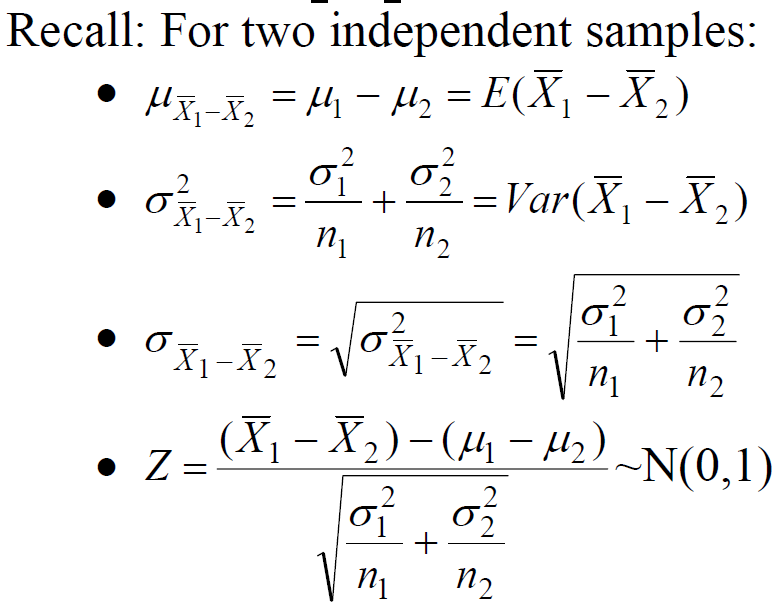 Recall: For two independent samples:
• μ_{X̄₁−X̄₂} = μ₁ − μ₂ = E(X̄₁ − X̄₂)
• σ²_{X̄₁−X̄₂} = σ₁²/n₁ + σ₂²/n₂ = Var(X̄₁ − X̄₂)
• σ_{X̄₁−X̄₂} = √(σ²_{X̄₁−X̄₂}) = √(σ₁²/n₁ + σ₂²/n₂)
• Z = ((X̄₁ − X̄₂) − (μ₁ − μ₂)) / √(σ₁²/n₁ + σ₂²/n₂) ~N(0,1)